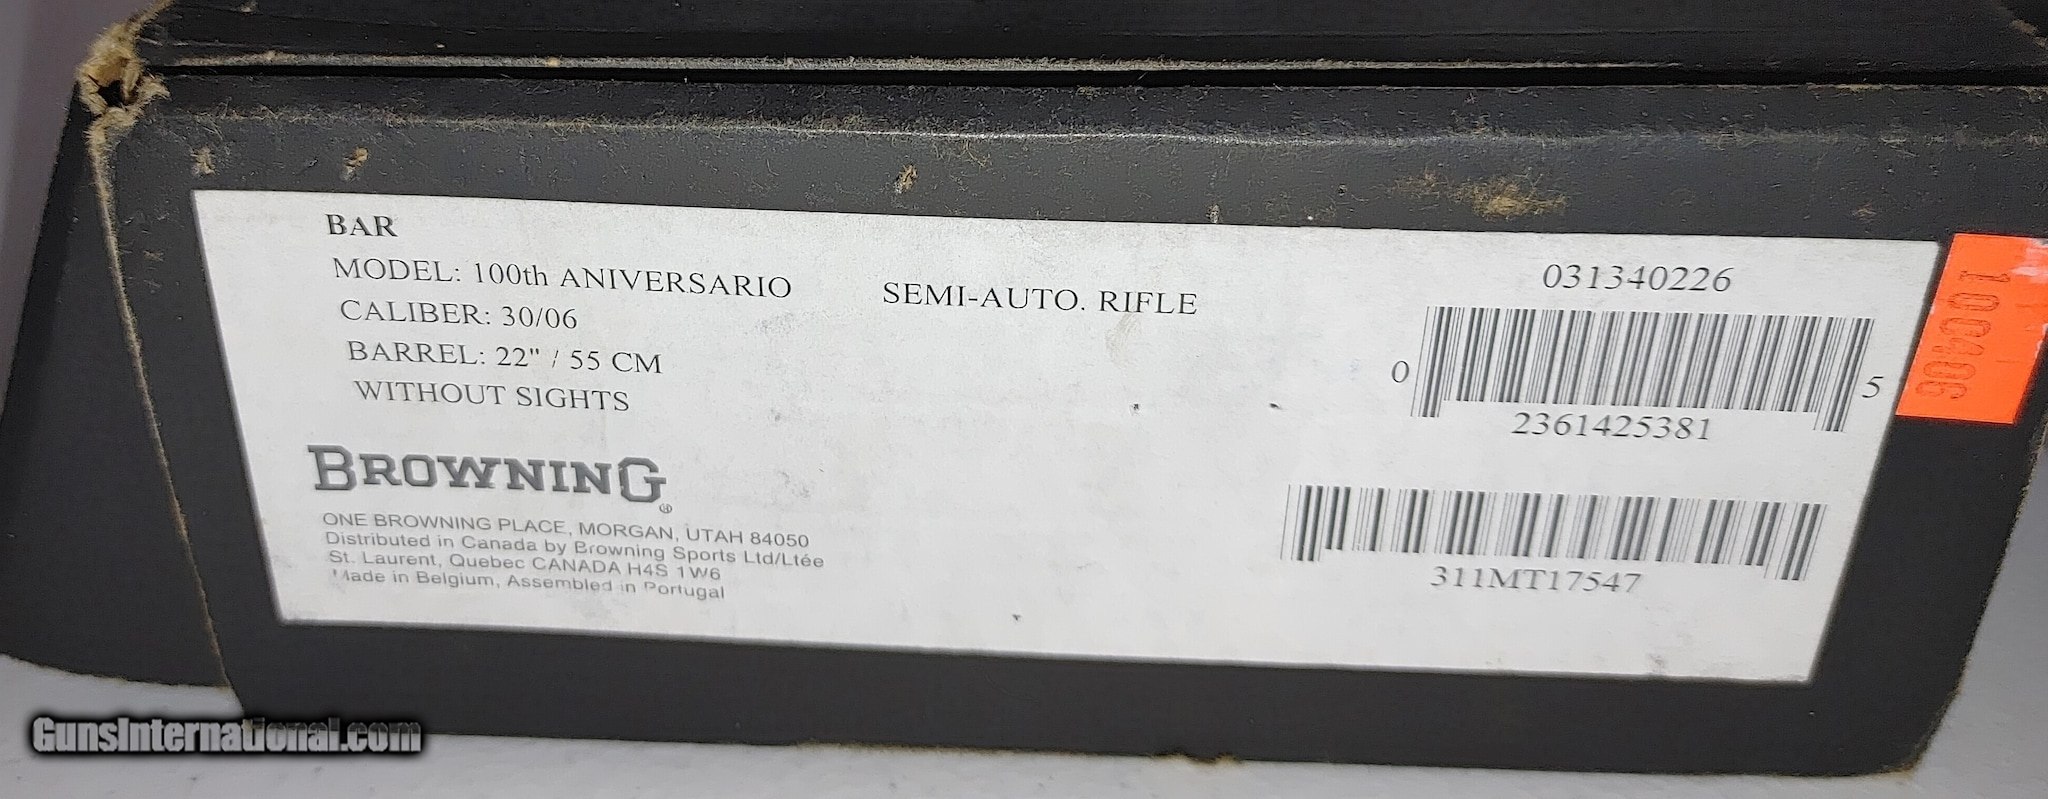 BAR
MODEL: 100th ANIVERSARIO SEMI-AUTO. RIFLE
CALIBER: 30/06
BARREL: 22" / 55 CM
WITHOUT SIGHTS
BROWNING®
ONE BROWNING PLACE, MORGAN, UTAH 84050
Distributed in Canada by Browning Sports Ltd/Ltée
St. Laurent, Quebec CANADA H4S 1W6
Made in Belgium, Assembled in Portugal
031340226
0 5
2361425381
311MT17547
100406
GunsInternational.com